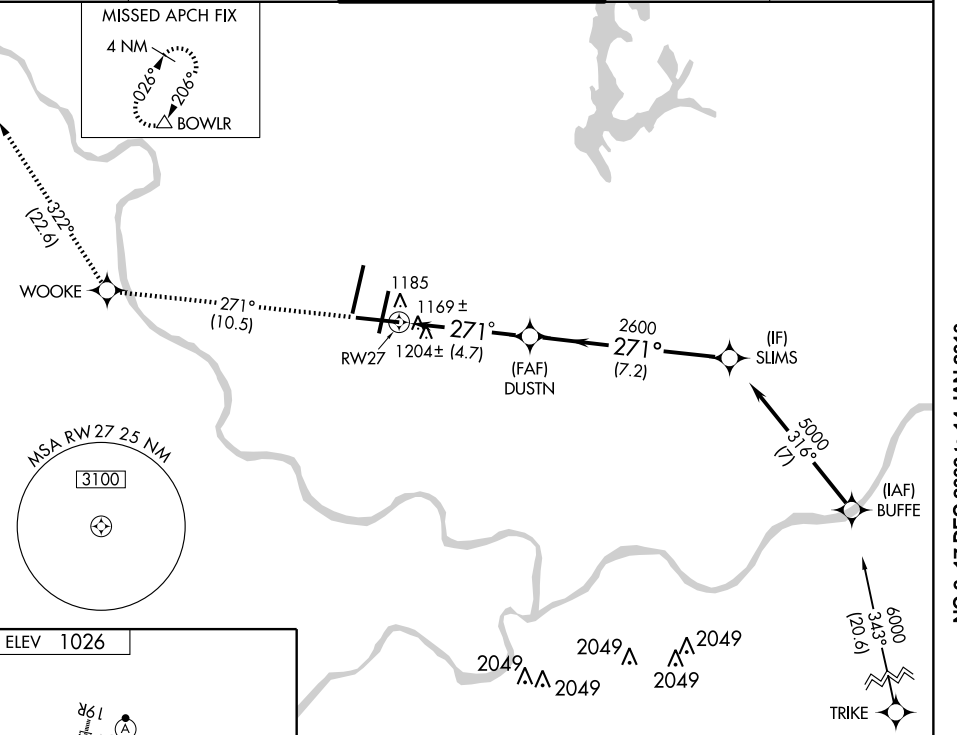 MISSED APCH FIX
4 NM
026°
206°
BOWLR
322°
(22.6)
WOOKE
271°
(10.5)
1185
1169 ±
RW27
1204± (4.7)
271°
(FAF)
DUSTN
2600
271°
(7.2)
(IF)
SLIMS
5000
316°
(7)
(IAF)
BUFFE
MSA RW 27 25 NM
3100
6000
343°
(20.6)
TRIKE
2049
2049
2049
2049
2049
ELEV 1026
19R
A